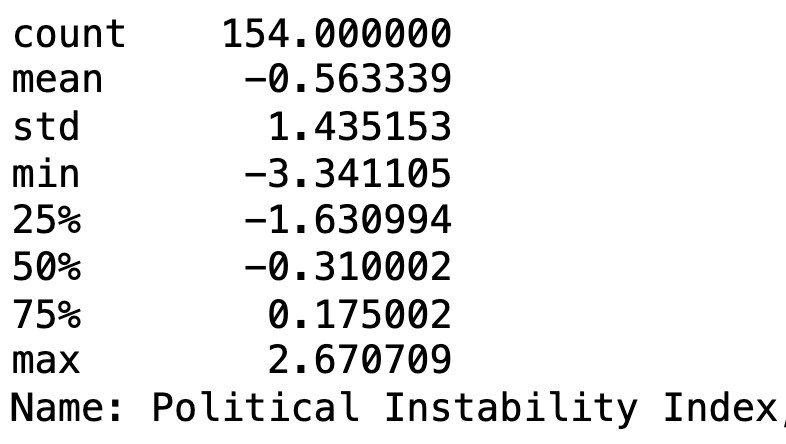 count 154.000000
mean -0.563339
std 1.435153
min -3.341105
25% -1.630994
50% -0.310002
75% 0.175002
max 2.670709
Name: Political Instability Index,